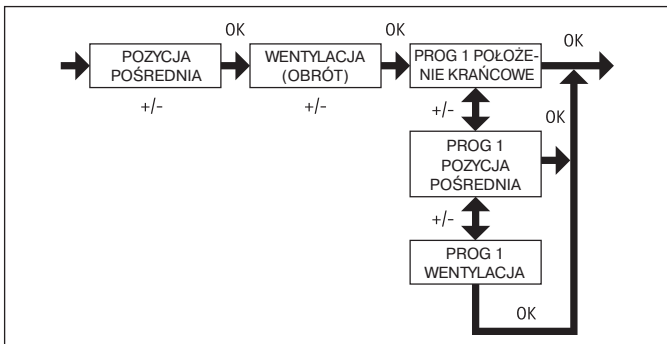 OK
OK
OK
POZYCJA
POŚREDNIA
WENTYLACJA
(OBRÓT)
PROG 1 POŁOŻE-
NIE KRAŃCOWE
+/-
+/-
+/-
OK
PROG 1
POZYCJA
POŚREDNIA
+/-
PROG 1
WENTYLACJA
OK